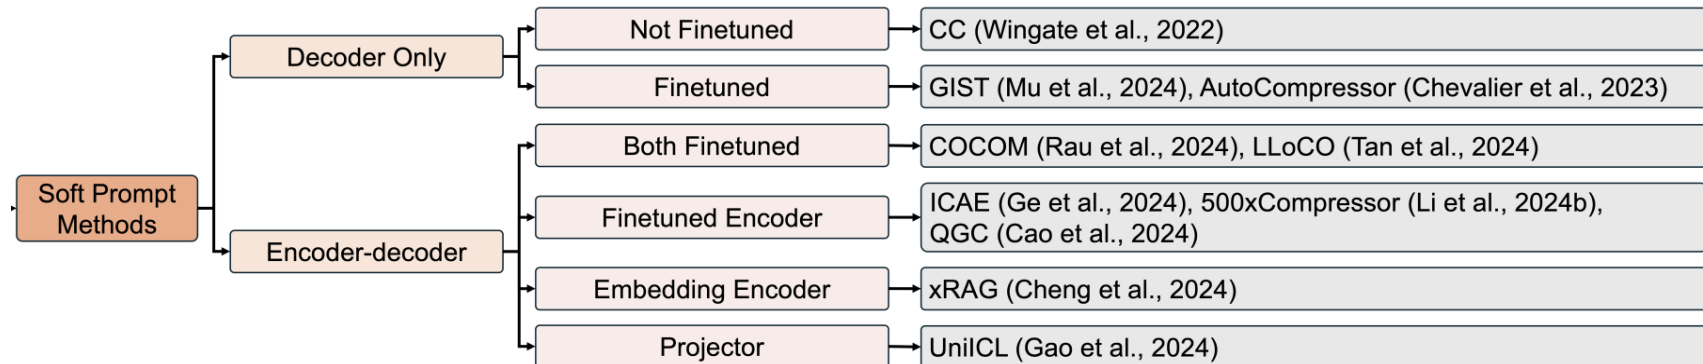 Soft Prompt
Methods
Decoder Only
Not Finetuned
CC (Wingate et al., 2022)
Finetuned
GIST (Mu et al., 2024), AutoCompressor (Chevalier et al., 2023)
Encoder-decoder
Both Finetuned
COCOM (Rau et al., 2024), LLoCO (Tan et al., 2024)
Finetuned Encoder
ICAE (Ge et al., 2024), 500xCompressor (Li et al., 2024b),
QGC (Cao et al., 2024)
Embedding Encoder
xRAG (Cheng et al., 2024)
Projector
UniICL (Gao et al., 2024)